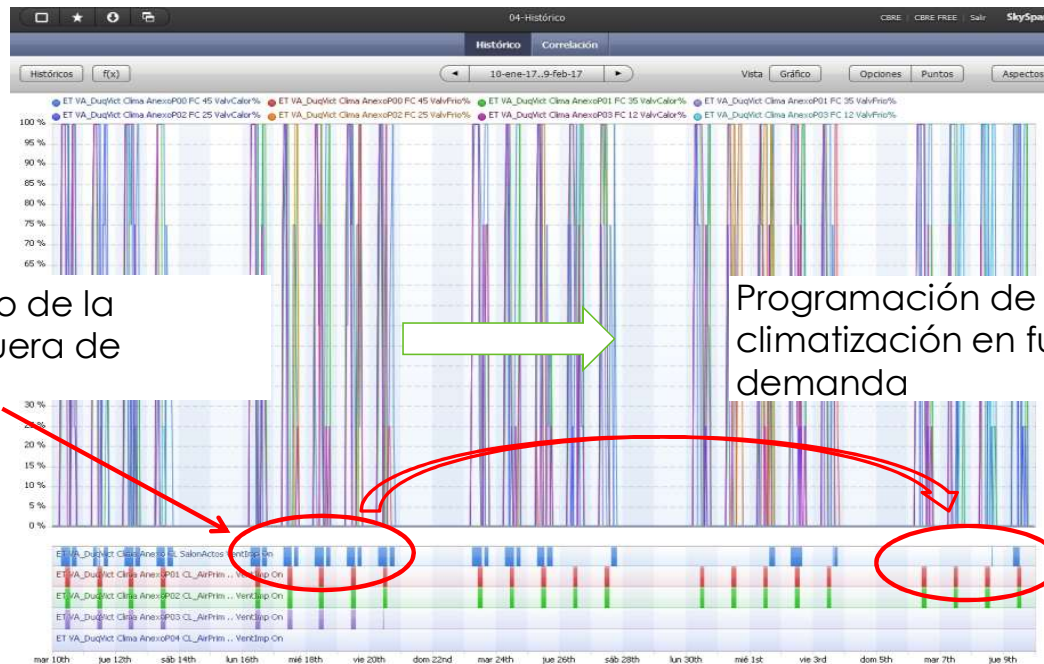 04-Histórico
CBRE | CBRE FREE | Salir SkySpar
Histórico Correlación
Históricos f(x) 10-ene-17..9-feb-17 Vista Gráfico Opciones Puntos Aspectos
ET VA_DuqVict Clima AnexoP00 FC 45 ValvCalor% ET VA_DuqVict Clima AnexoP00 FC 45 ValvFrio% ET VA_DuqVict Clima AnexoP01 FC 35 ValvCalor% ET VA_DuqVict Clima AnexoP01 FC 35 ValvFrio%
ET VA_DuqVict Clima AnexoP02 FC 25 ValvCalor% ET VA_DuqVict Clima AnexoP02 FC 25 ValvFrio% ET VA_DuqVict Clima AnexoP03 FC 12 ValvCalor% ET VA_DuqVict Clima AnexoP03 FC 12 ValvFrio%
100 %
95 %
90 %
85 %
80 %
75 %
70 %
65 %
o de la
uera de
Programación de
climatización en fu
demanda
30 %
20 %
15 %
10 %
5 %
0 %
ET VA_DuqVict Clima Anexo CL SalonActos VentImp On
ET VA_DuqVict Clima AnexoP01 CL_AirPrim .. VentImp On
ET VA_DuqVict Clima AnexoP02 CL_AirPrim .. VentImp On
ET VA_DuqVict Clima AnexoP03 CL_AirPrim .. VentImp On
ET VA_DuqVict Clima AnexoP04 CL_AirPrim .. VentImp On
mar 10th jue 12th sáb 14th lun 16th mié 18th vie 20th dom 22nd mar 24th jue 26th sáb 28th lun 30th mié 1st vie 3rd dom 5th mar 7th jue 9th